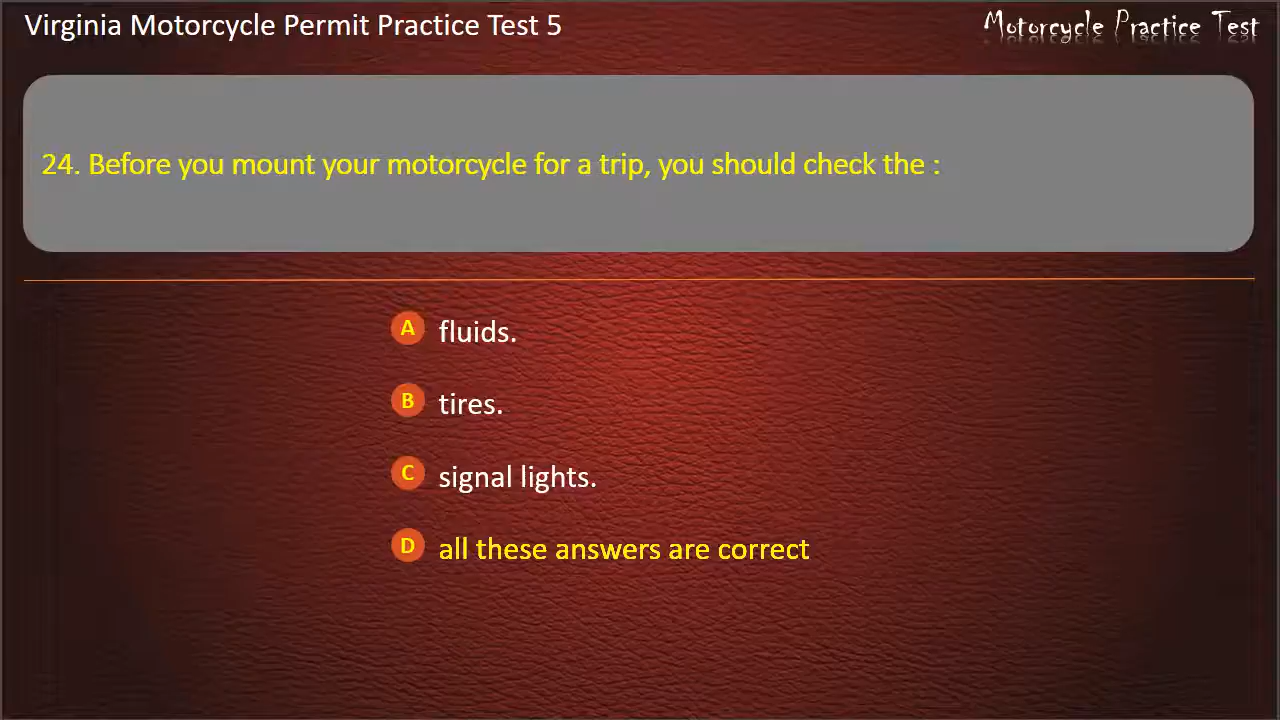 Virginia Motorcycle Permit Practice Test 5
Motorcycle Practice Test
24. Before you mount your motorcycle for a trip, you should check the :
A fluids.
B tires.
C signal lights.
D all these answers are correct